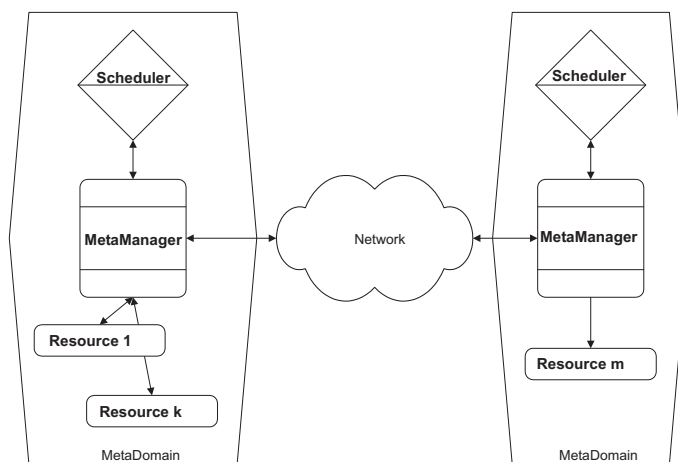 Scheduler
MetaManager
Resource 1
Resource k
MetaDomain
Network
Scheduler
MetaManager
Resource m
MetaDomain